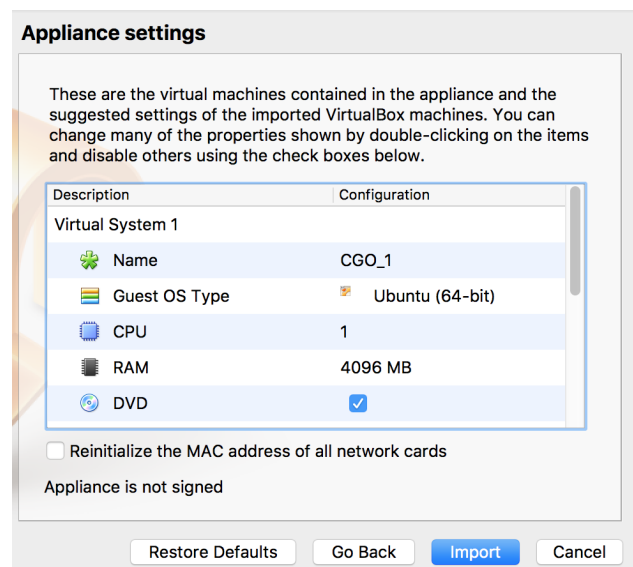 Appliance settings
These are the virtual machines contained in the appliance and the
suggested settings of the imported VirtualBox machines. You can
change many of the properties shown by double-clicking on the items
and disable others using the check boxes below.
Description Configuration
Virtual System 1
Name CGO_1
Guest OS Type Ubuntu (64-bit)
CPU 1
RAM 4096 MB
DVD
Reinitialize the MAC address of all network cards
Appliance is not signed
Restore Defaults Go Back Import Cancel